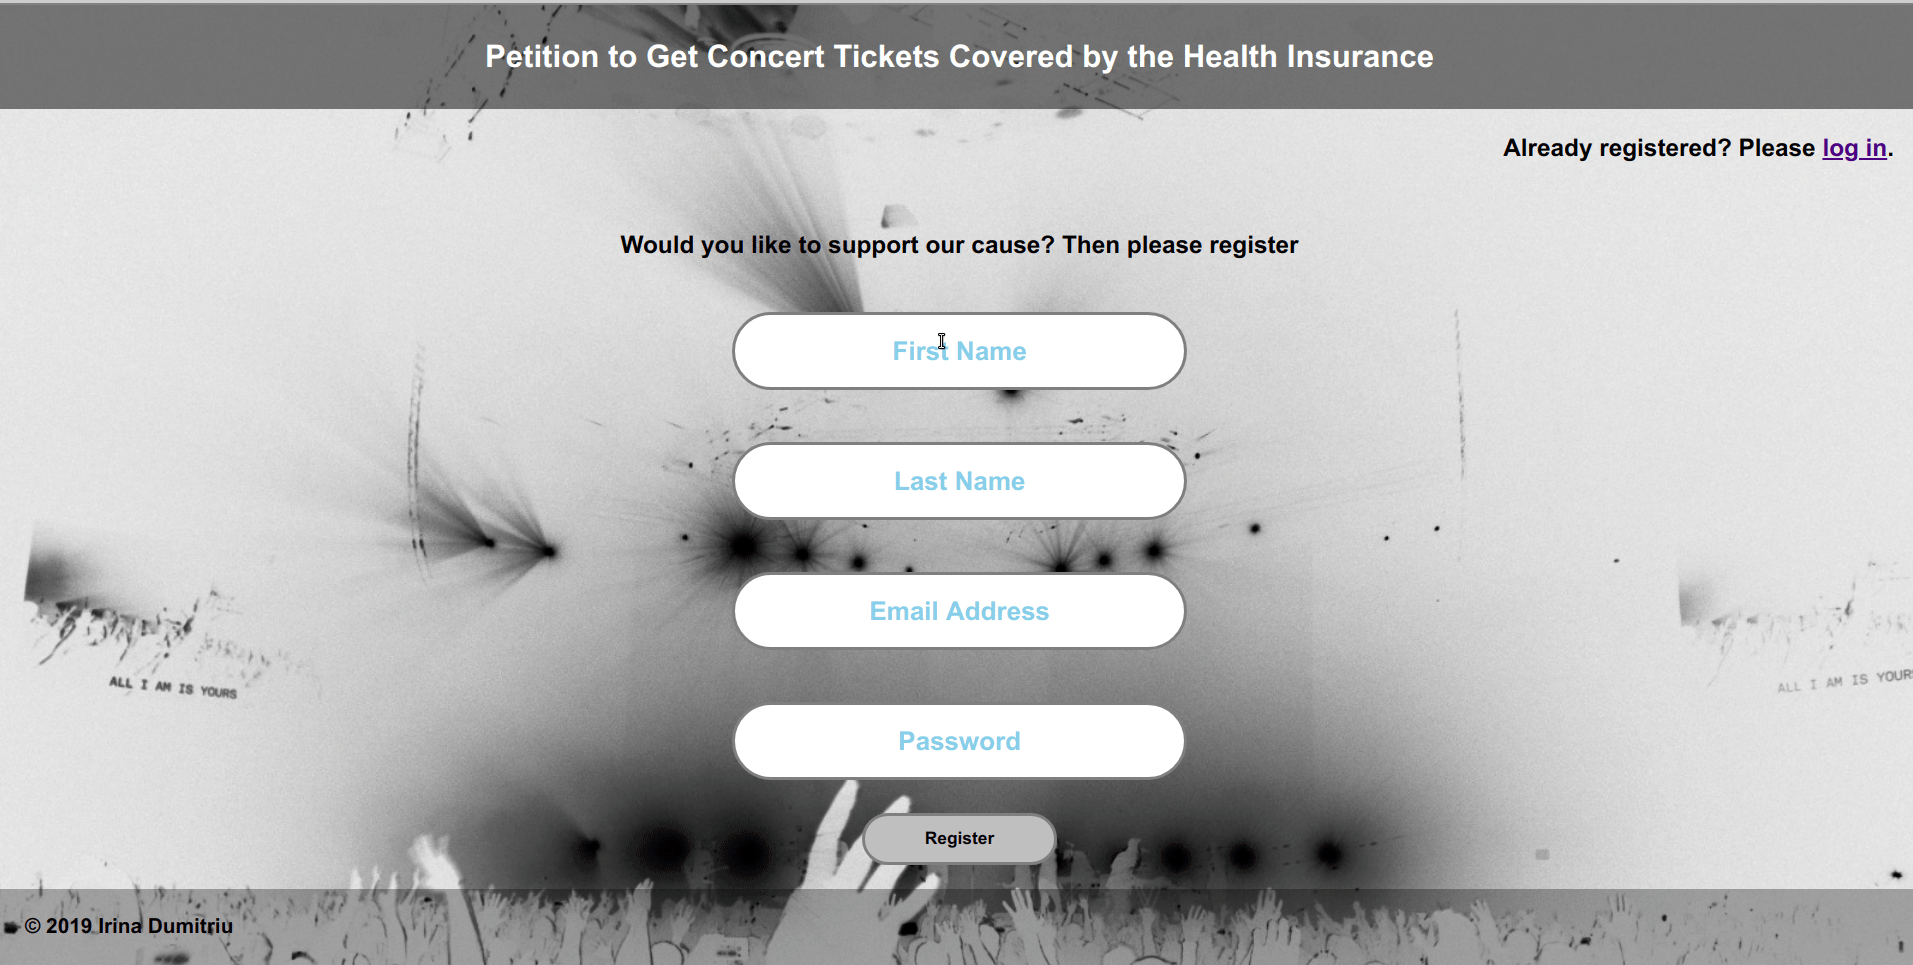 Petition to Get Concert Tickets Covered by the Health Insurance
Already registered? Please log in.
Would you like to support our cause? Then please register
First Name
Last Name
Email Address
Password
ALL I AM IS YOURS
ALL I AM IS YOURS
Register
© 2019 Irina Dumitriu